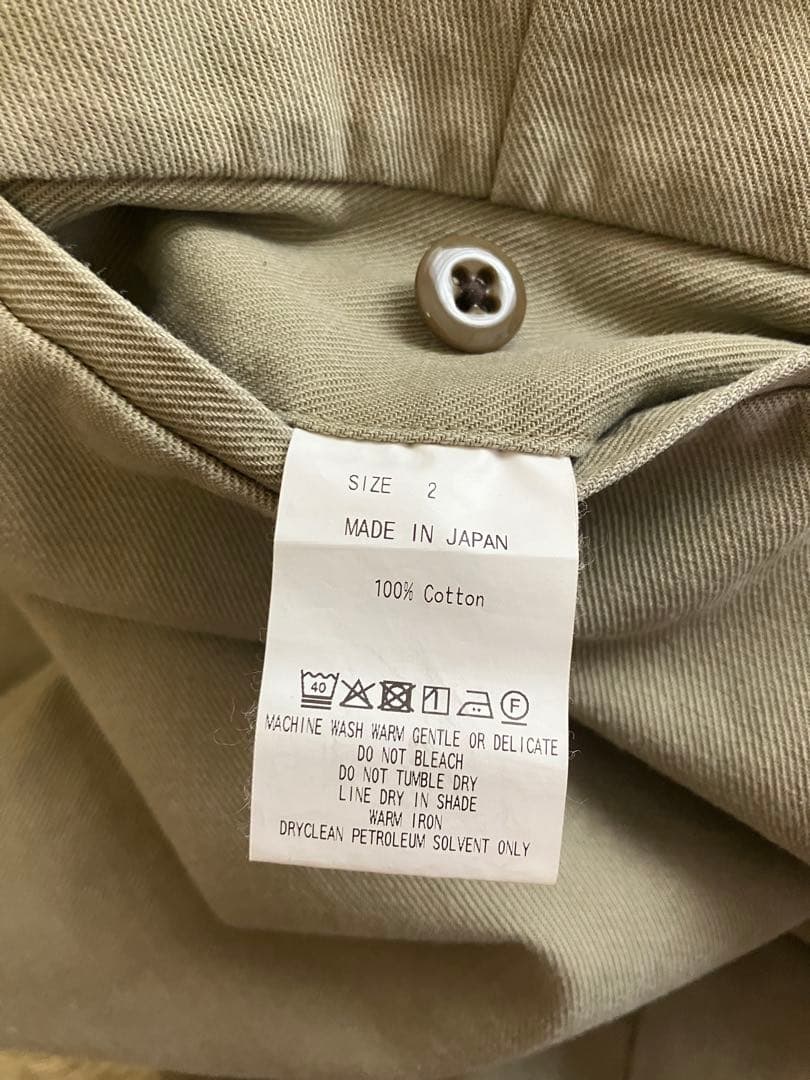 SIZE 2
MADE IN JAPAN
100% Cotton
40 F
MACHINE WASH WARM GENTLE OR DELICATE
DO NOT BLEACH
DO NOT TUMBLE DRY
LINE DRY IN SHADE
WARM IRON
DRYCLEAN PETROLEUM SOLVENT ONLY